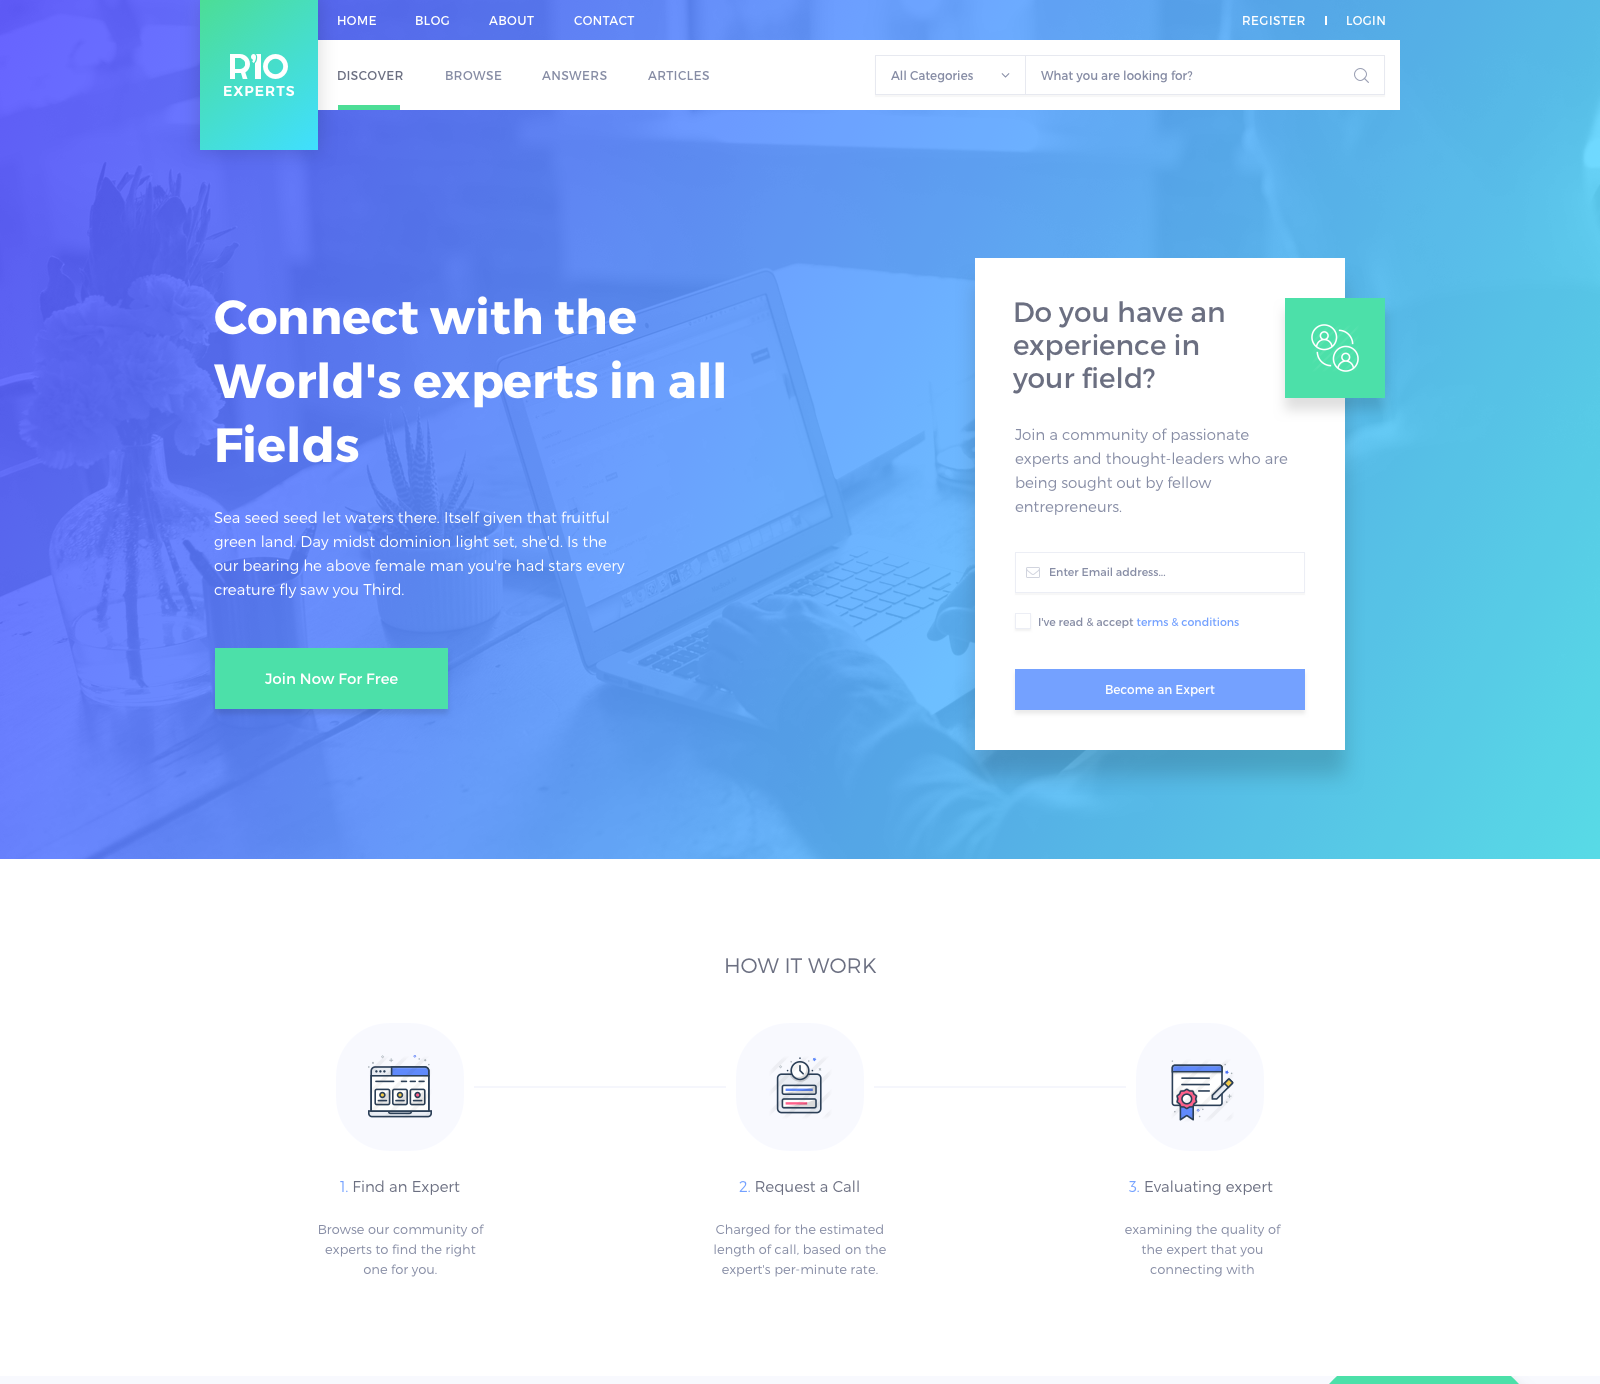 HOME BLOG ABOUT CONTACT REGISTER LOGIN
R'IO
EXPERTS
DISCOVER BROWSE ANSWERS ARTICLES All Categories What you are looking for?
Connect with the
World's experts in all
Fields
Sea seed seed let waters there. Itself given that fruitful
green land. Day midst dominion light set, she'd. Is the
our bearing he above female man you're had stars every
creature fly saw you Third.
Join Now For Free
Do you have an
experience in
your field?
Join a community of passionate
experts and thought-leaders who are
being sought out by fellow
entrepreneurs.
Enter Email address...
I've read & accept terms & conditions
Become an Expert
HOW IT WORK
1. Find an Expert
Browse our community of
experts to find the right
one for you.
2. Request a Call
Charged for the estimated
length of call, based on the
expert's per-minute rate.
3. Evaluating expert
examining the quality of
the expert that you
connecting with